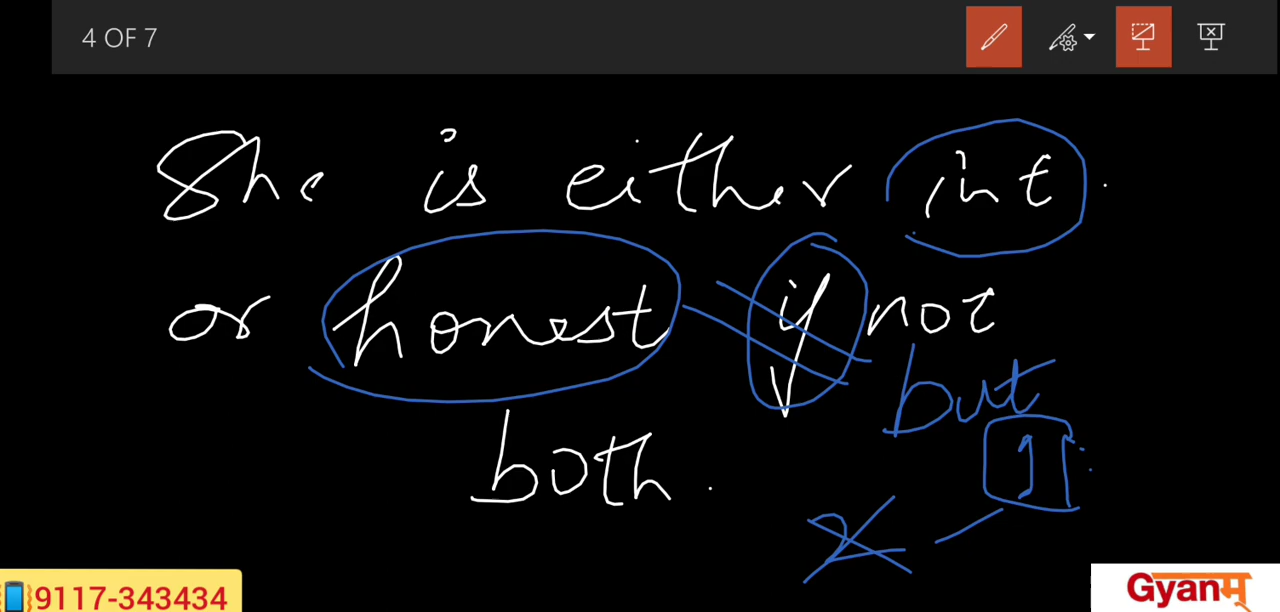 4 OF 7
She is either int.
or honest if not
but
both.
9117-343434
Gyanम